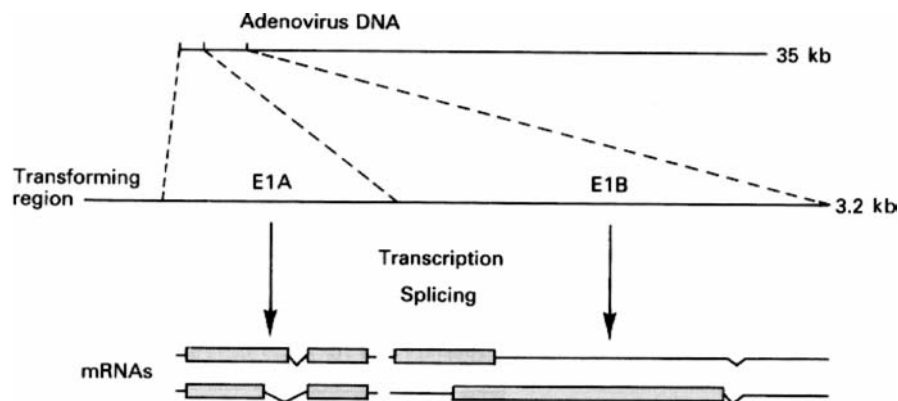 Adenovirus DNA
35 kb
Transforming
region
E1A
E1B
3.2 kb
Transcription
Splicing
mRNAs